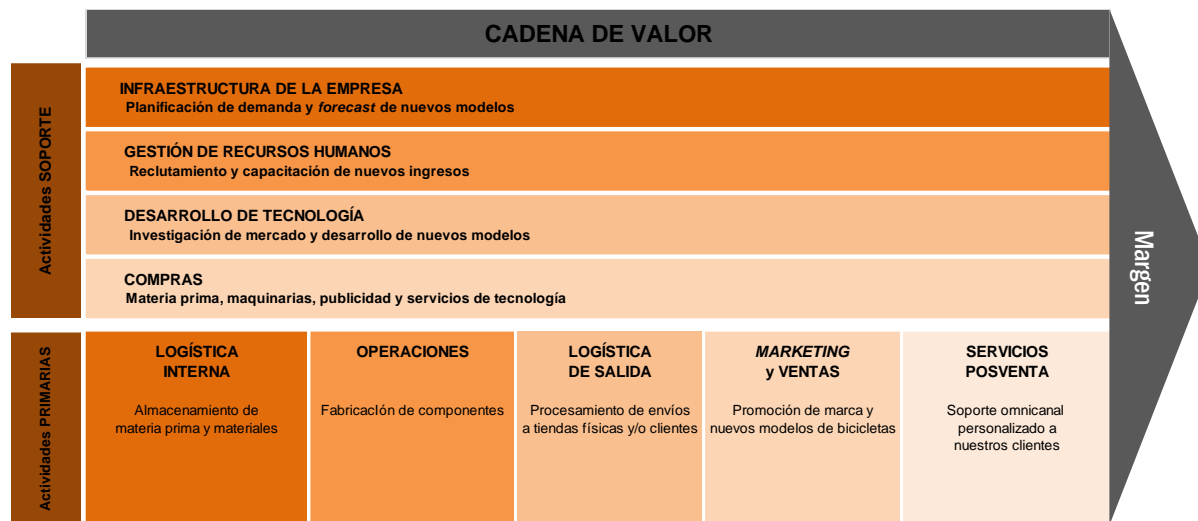 CADENA DE VALOR
Actividades SOPORTE
INFRAESTRUCTURA DE LA EMPRESA
Planificación de demanda y forecast de nuevos modelos
GESTIÓN DE RECURSOS HUMANOS
Reclutamiento y capacitación de nuevos ingresos
DESARROLLO DE TECNOLOGÍA
Investigación de mercado y desarrollo de nuevos modelos
COMPRAS
Materia prima, maquinarias, publicidad y servicios de tecnología
Margen
Actividades PRIMARIAS
LOGÍSTICA
INTERNA
Almacenamiento de
materia prima y materiales
OPERACIONES
FabricacIón de componentes
LOGÍSTICA
DE SALIDA
Procesamiento de envíos
a tiendas físicas y/o clientes
MARKETING
y VENTAS
Promoción de marca y
nuevos modelos de bicicletas
SERVICIOS
POSVENTA
Soporte omnicanal
personalizado a
nuestros clientes